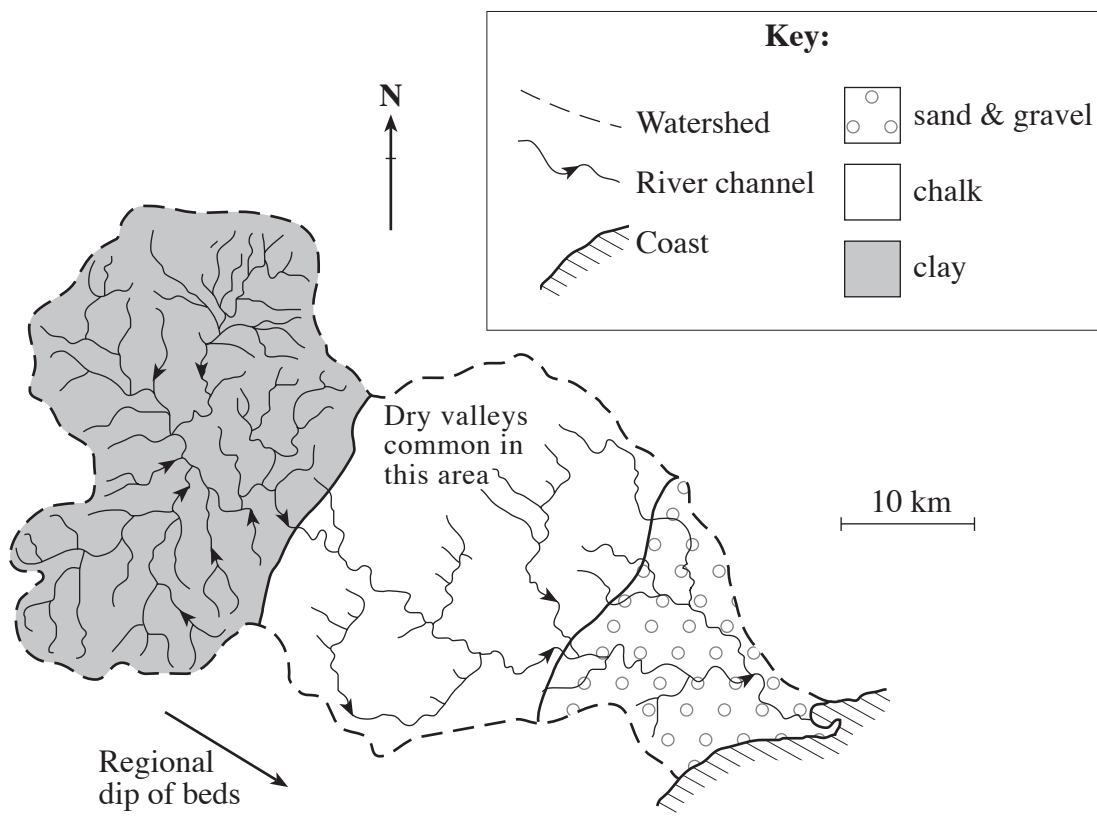 Key:
Watershed
River channel
Coast
sand & gravel
chalk
clay
N
Dry valleys
common in
this area
10 km
Regional
dip of beds